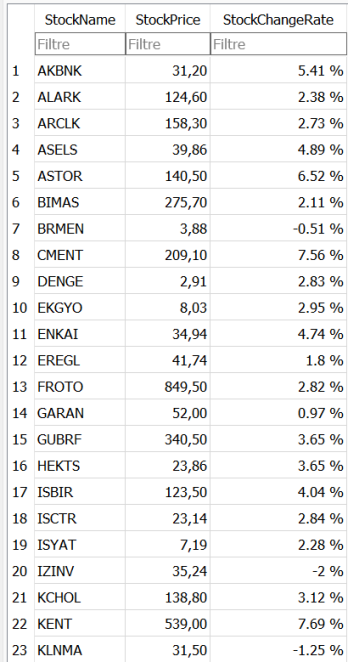 StockName StockPrice StockChangeRate
Filtre Filtre Filtre
1 AKBNK 31,20 5.41 %
2 ALARK 124,60 2.38 %
3 ARCLK 158,30 2.73 %
4 ASELS 39,86 4.89 %
5 ASTOR 140,50 6.52 %
6 BIMAS 275,70 2.11 %
7 BRMEN 3,88 -0.51 %
8 CMENT 209,10 7.56 %
9 DENGE 2,91 2.83 %
10 EKGYO 8,03 2.95 %
11 ENKAI 34,94 4.74 %
12 EREGL 41,74 1.8 %
13 FROTO 849,50 2.82 %
14 GARAN 52,00 0.97 %
15 GUBRF 340,50 3.65 %
16 HEKTS 23,86 3.65 %
17 ISBIR 123,50 4.04 %
18 ISCTR 23,14 2.84 %
19 ISYAT 7,19 2.28 %
20 IZINV 35,24 -2 %
21 KCHOL 138,80 3.12 %
22 KENT 539,00 7.69 %
23 KLNMA 31,50 -1.25 %